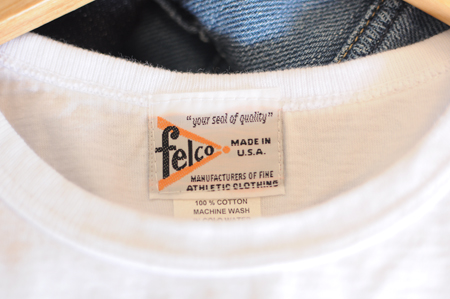 "your seal of quality"
felco
MADE IN
U.S.A.
MANUFACTURERS OF FINE
ATHLETIC CLOTHING
100 % COTTON
MACHINE WASH